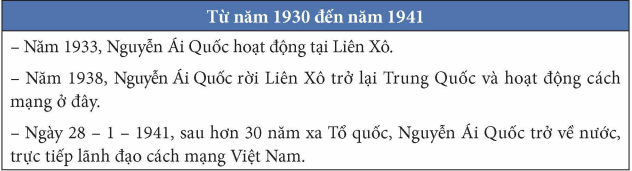 Từ năm 1930 đến năm 1941
– Năm 1933, Nguyễn Ái Quốc hoạt động tại Liên Xô.
– Năm 1938, Nguyễn Ái Quốc rời Liên Xô trở lại Trung Quốc và hoạt động cách
mạng ở đây.
– Ngày 28 – 1 – 1941, sau hơn 30 năm xa Tổ quốc, Nguyễn Ái Quốc trở về nước,
trực tiếp lãnh đạo cách mạng Việt Nam.